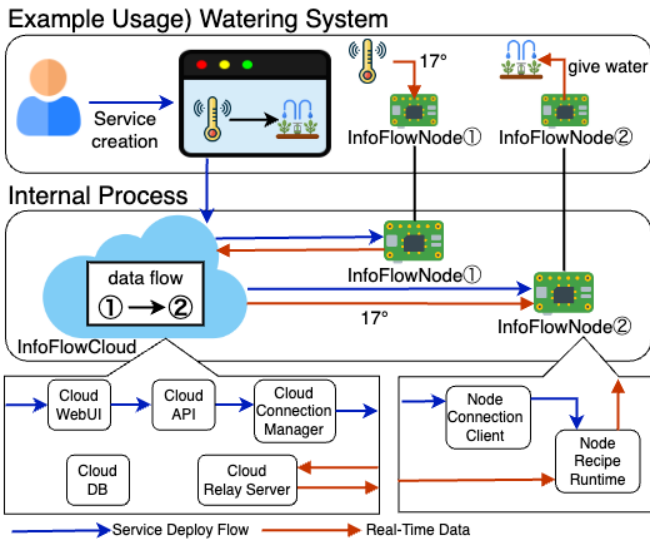 Example Usage) Watering System
Service
creation
17°
give water
InfoFlowNode①
InfoFlowNode②
Internal Process
data flow
① → ②
InfoFlowCloud
InfoFlowNode①
17°
InfoFlowNode②
Cloud
WebUI
Cloud
API
Cloud
Connection
Manager
Cloud
DB
Cloud
Relay Server
Node
Connection
Client
Node
Recipe
Runtime
Service Deploy Flow
Real-Time Data